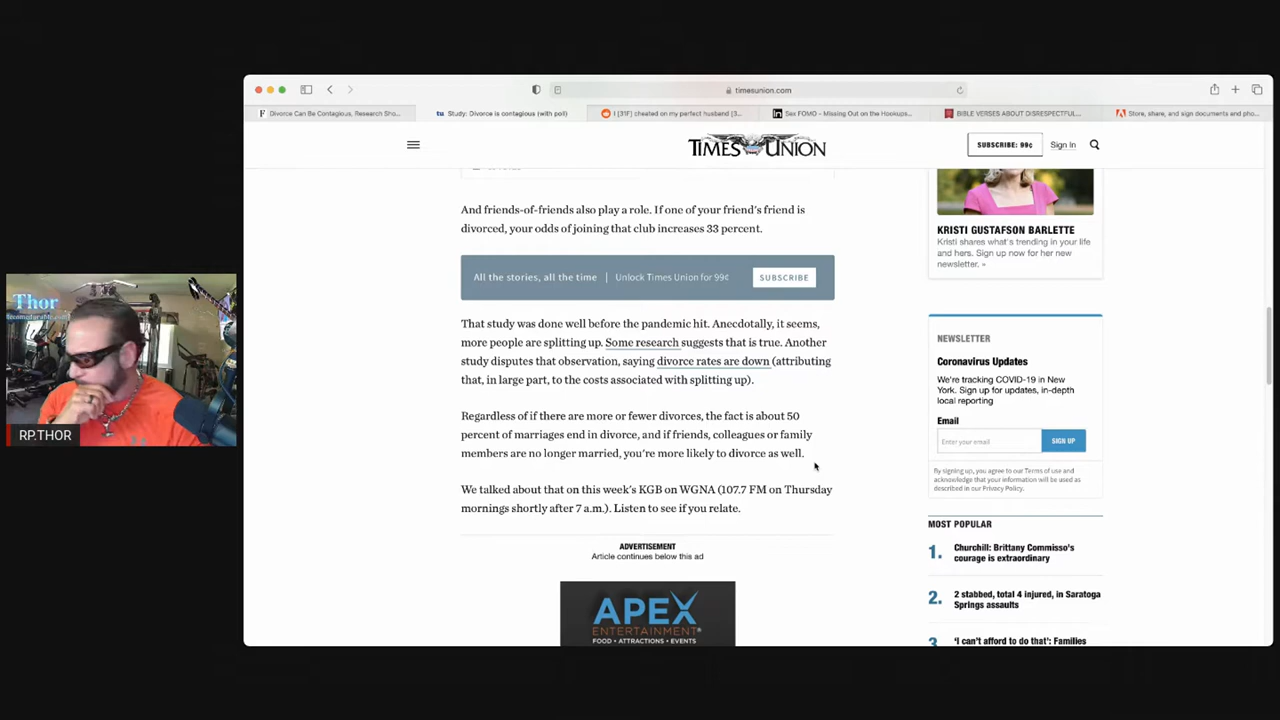 timesunion.com
Divorce Can Be Contagious, Research Sho...
tu Study: Divorce is contagious (with poll)
I [31F] cheated on my perfect husband [3...
in Sex FOMO – Missing Out on the Hookups...
BIBLE VERSES ABOUT DISRESPECTFUL...
Store, share, and sign documents and pho...
TIMES UNION
SUBSCRIBE: 99¢
Sign In
And friends-of-friends also play a role. If one of your friend's friend is
divorced, your odds of joining that club increases 33 percent.
All the stories, all the time | Unlock Times Union for 99¢ SUBSCRIBE
That study was done well before the pandemic hit. Anecdotally, it seems,
more people are splitting up. Some research suggests that is true. Another
study disputes that observation, saying divorce rates are down (attributing
that, in large part, to the costs associated with splitting up).
Regardless of if there are more or fewer divorces, the fact is about 50
percent of marriages end in divorce, and if friends, colleagues or family
members are no longer married, you're more likely to divorce as well.
We talked about that on this week's KGB on WGNA (107.7 FM on Thursday
mornings shortly after 7 a.m.). Listen to see if you relate.
ADVERTISEMENT
Article continues below this ad
APEX
ENTERTAINMENT®
FOOD • ATTRACTIONS • EVENTS
KRISTI GUSTAFSON BARLETTE
Kristi shares what's trending in your life
and hers. Sign up now for her new
newsletter. »
NEWSLETTER
Coronavirus Updates
We're tracking COVID-19 in New
York. Sign up for updates, in-depth
local reporting
Email
Enter your email
SIGN UP
By signing up, you agree to our Terms of use and
acknowledge that your information will be used as
described in our Privacy Policy.
MOST POPULAR
1. Churchill: Brittany Commisso's
courage is extraordinary
2. 2 stabbed, total 4 injured, in Saratoga
Springs assaults
3. 'I can't afford to do that': Families
Thor
RP.THOR